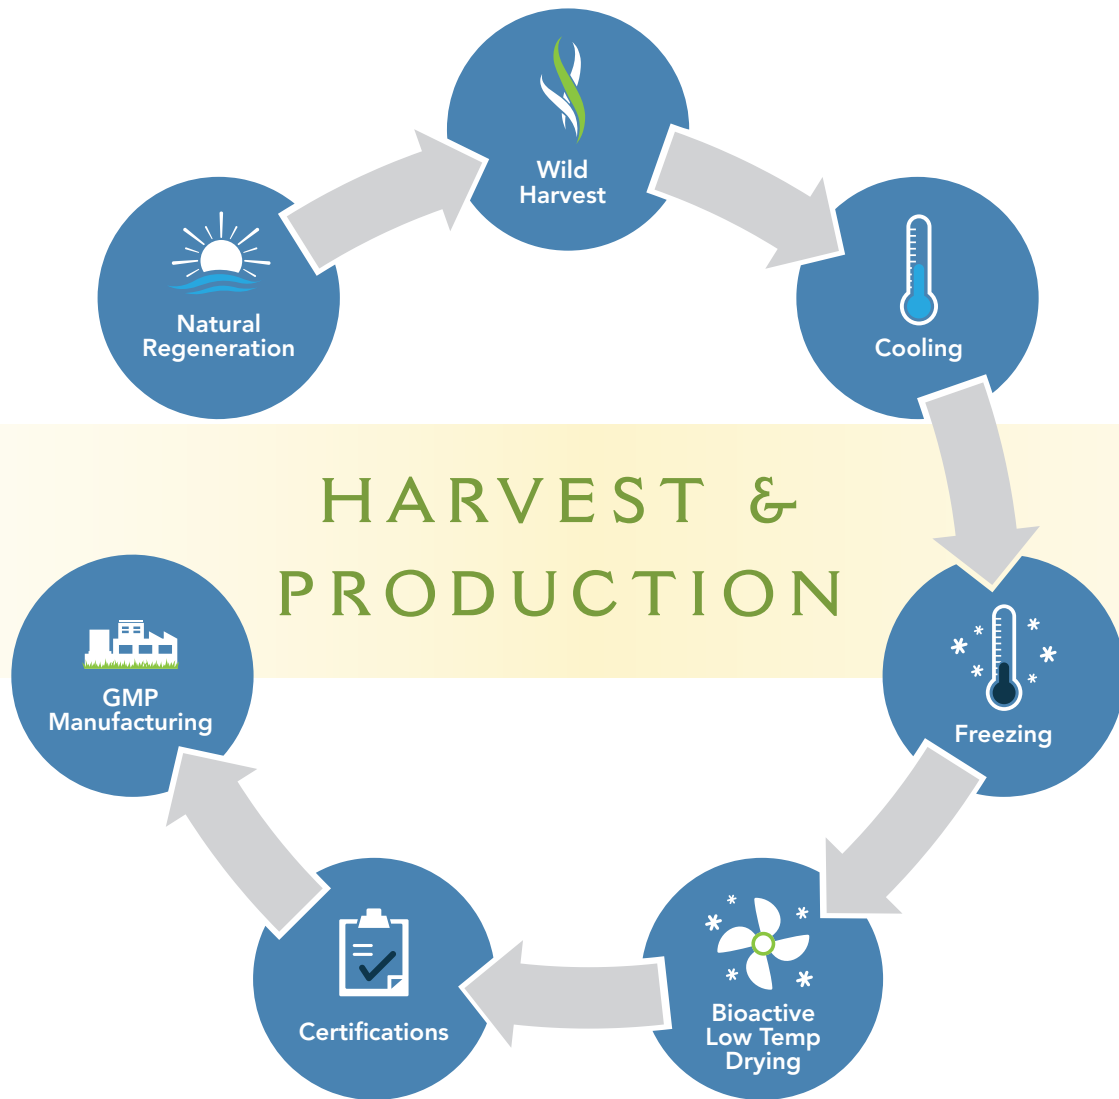 Wild
Harvest
Natural
Regeneration
Cooling
HARVEST &
PRODUCTION
GMP
Manufacturing
Freezing
Certifications
Bioactive
Low Temp
Drying